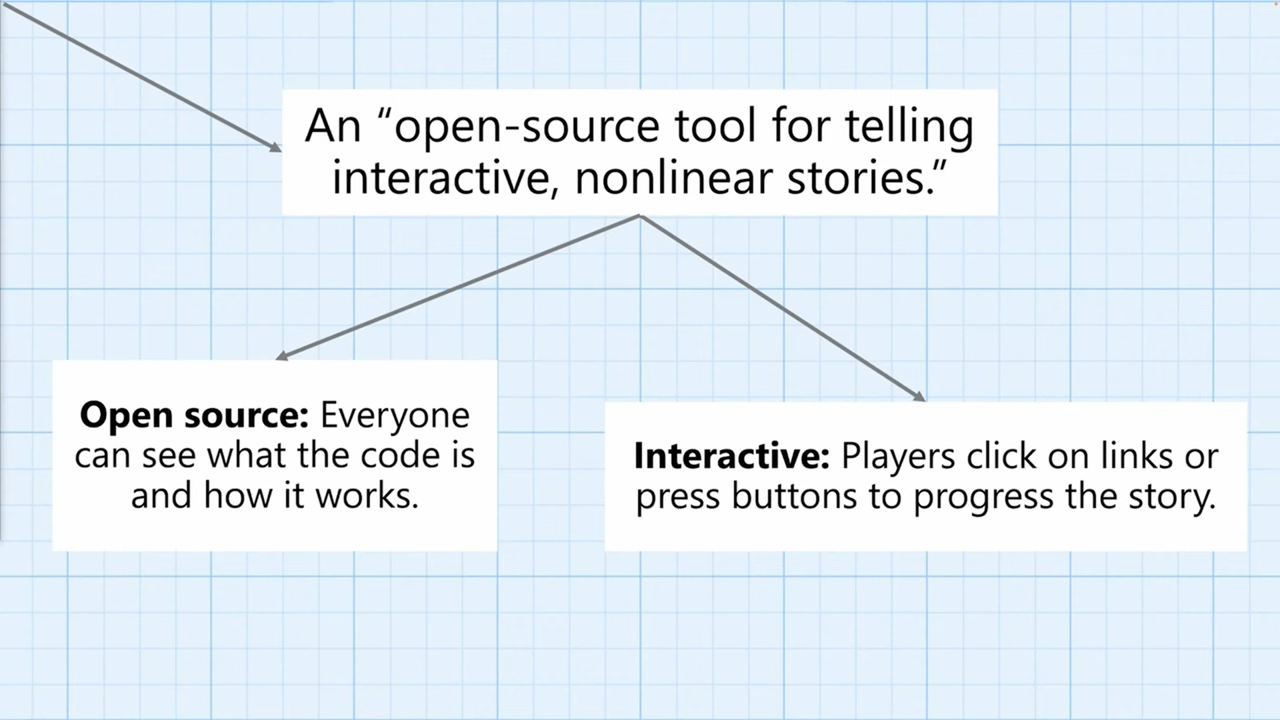 An “open-source tool for telling
interactive, nonlinear stories.”
Open source: Everyone
can see what the code is
and how it works.
Interactive: Players click on links or
press buttons to progress the story.